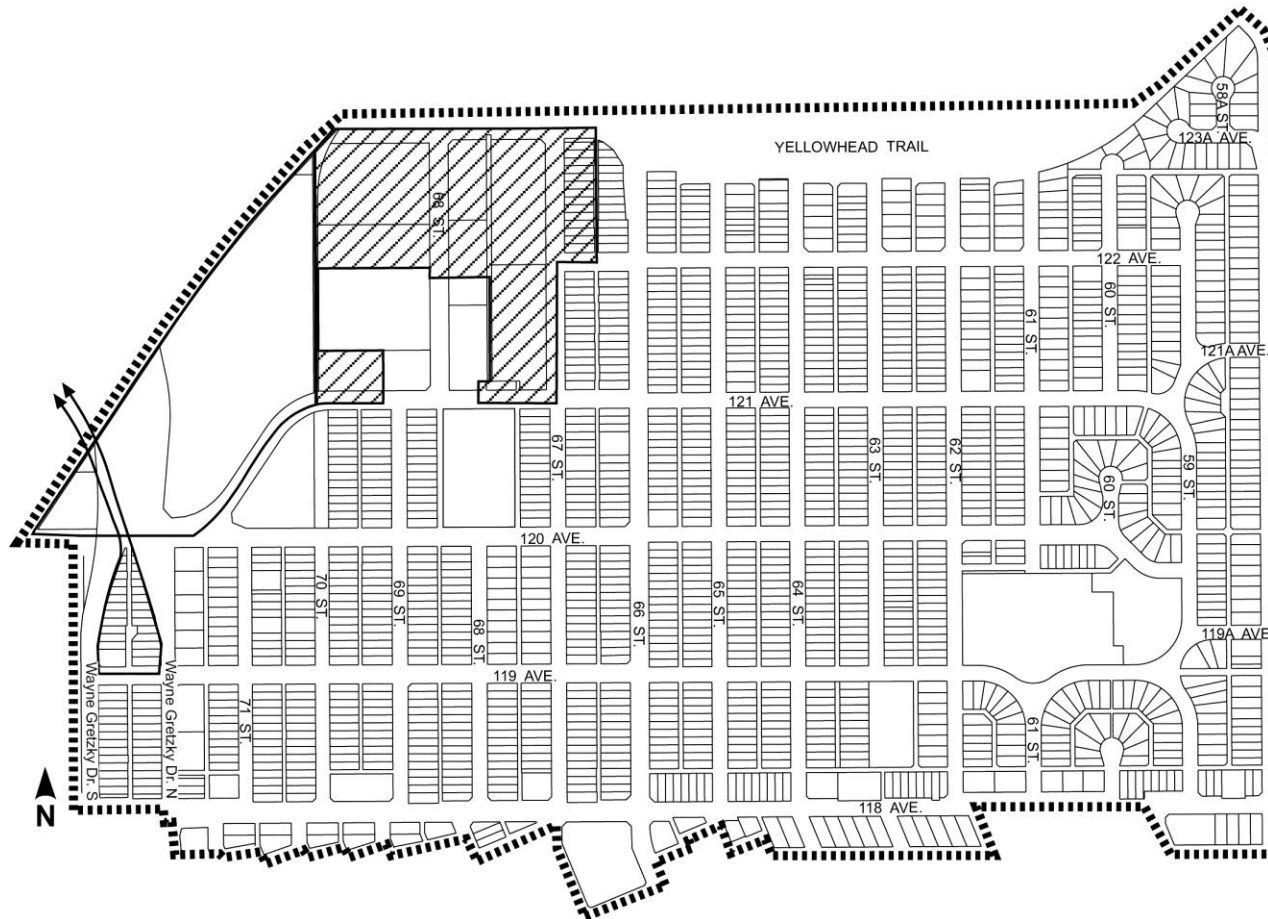 58A ST.
123A AVE.
YELLOWHEAD TRAIL
68 ST.
122 AVE.
60 ST.
61 ST.
121A AVE.
121 AVE.
67 ST.
63 ST.
62 ST.
59 ST.
60 ST.
120 AVE.
70 ST.
69 ST.
68 ST.
66 ST.
65 ST.
64 ST.
119A AVE
119 AVE.
Wayne Gretzky Dr. S
Wayne Gretzky Dr. N
71 ST.
61 ST.
118 AVE.
N